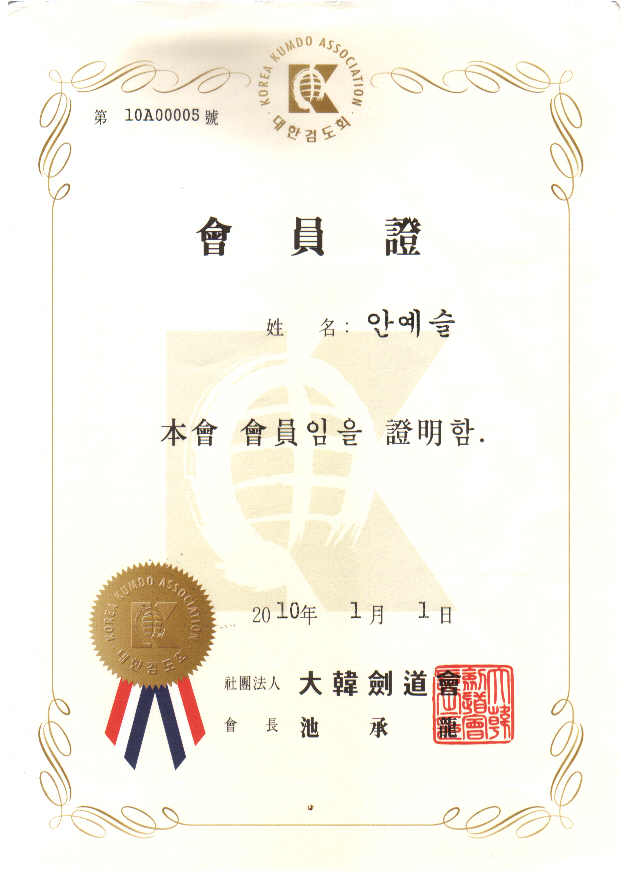 KOREA KUMDO ASSOCIATION
대한검도회
第 10A00005 號
會員證
姓名: 안예슬
本會 會員임을 證明함.
KOREA KUMDO ASSOCIATION
대한검도회
2010年 1月 1日
社團法人 大韓劍道會
會長 池承龍